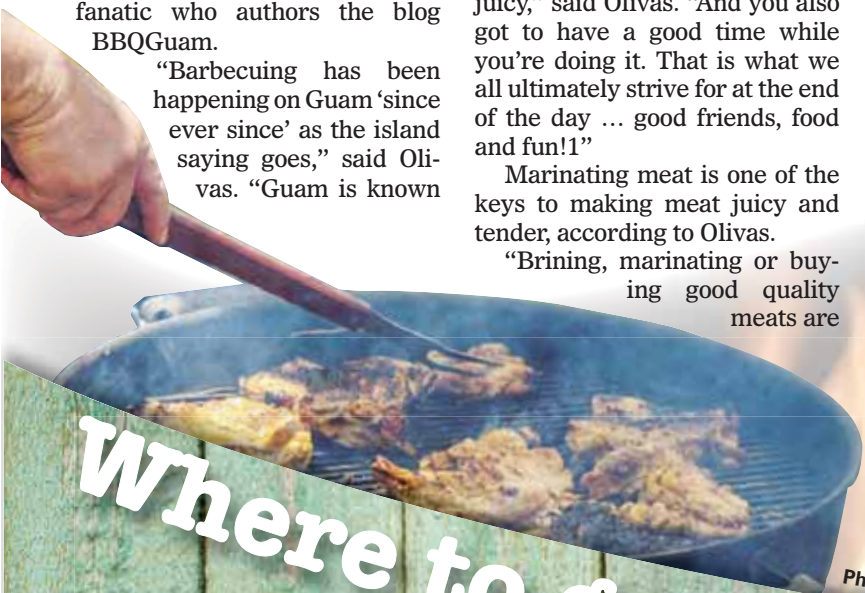 fanatic who authors the blog
BBQGuam.
“Barbecuing has been
happening on Guam ‘since
ever since’ as the island
saying goes,” said Oli-
vas. “Guam is known
juicy,” said Olivas. “And you also
got to have a good time while
you’re doing it. That is what we
all ultimately strive for at the end
of the day … good friends, food
and fun!1”
Marinating meat is one of the
keys to making meat juicy and
tender, according to Olivas.
“Brining, marinating or buy-
ing good quality
meats are
Where to